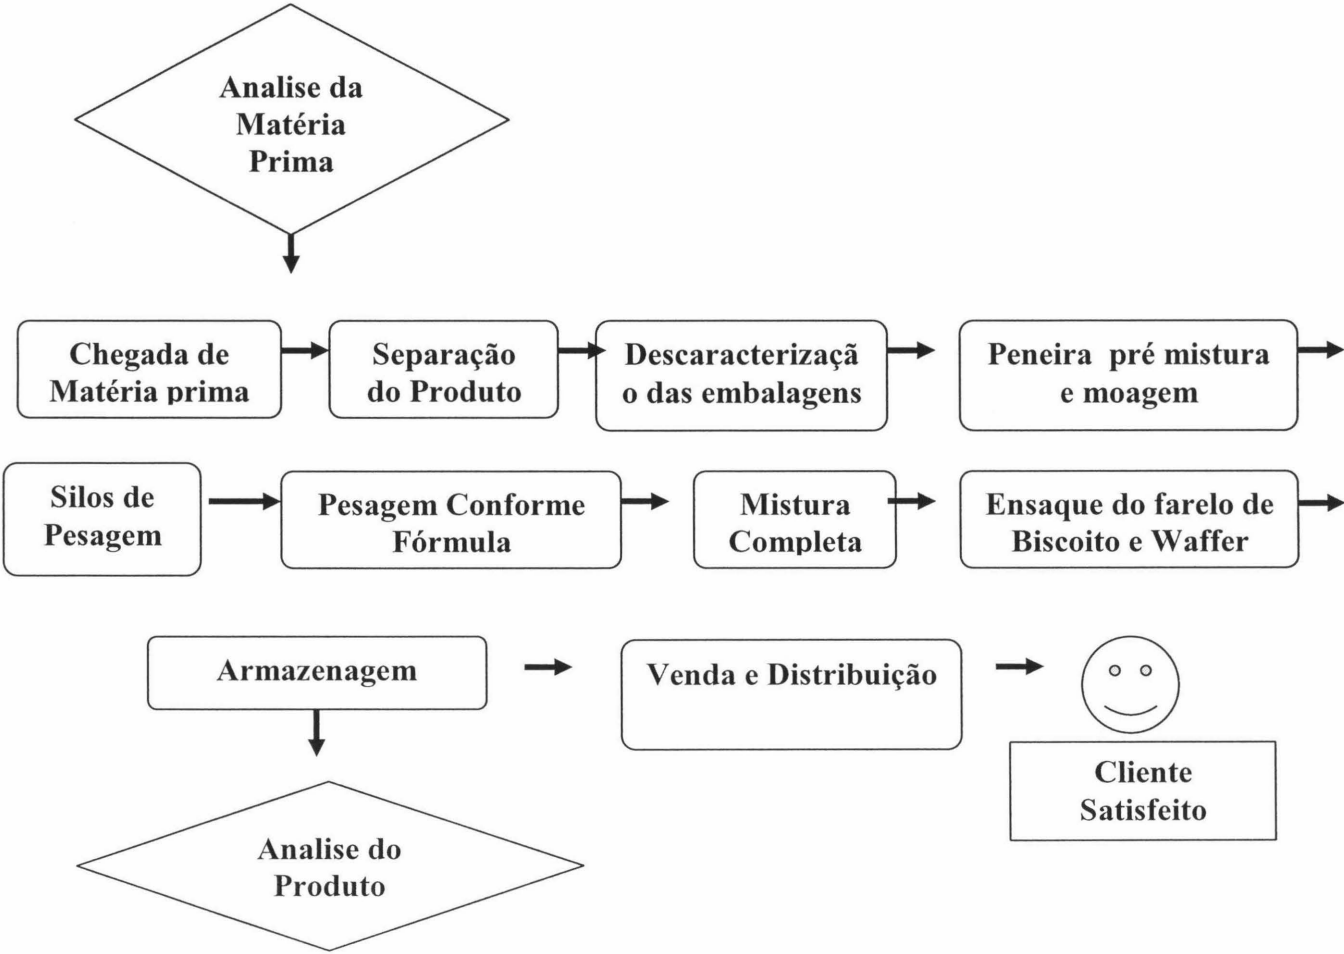 Analise da
Matéria
Prima
Chegada de
Matéria prima
Separação
do Produto
Descaracterizaçã
o das embalagens
Peneira pré mistura
e moagem
Silos de
Pesagem
Pesagem Conforme
Fórmula
Mistura
Completa
Ensaque do farelo de
Biscoito e Waffer
Armazenagem
Venda e Distribuição
Cliente
Satisfeito
Analise do
Produto